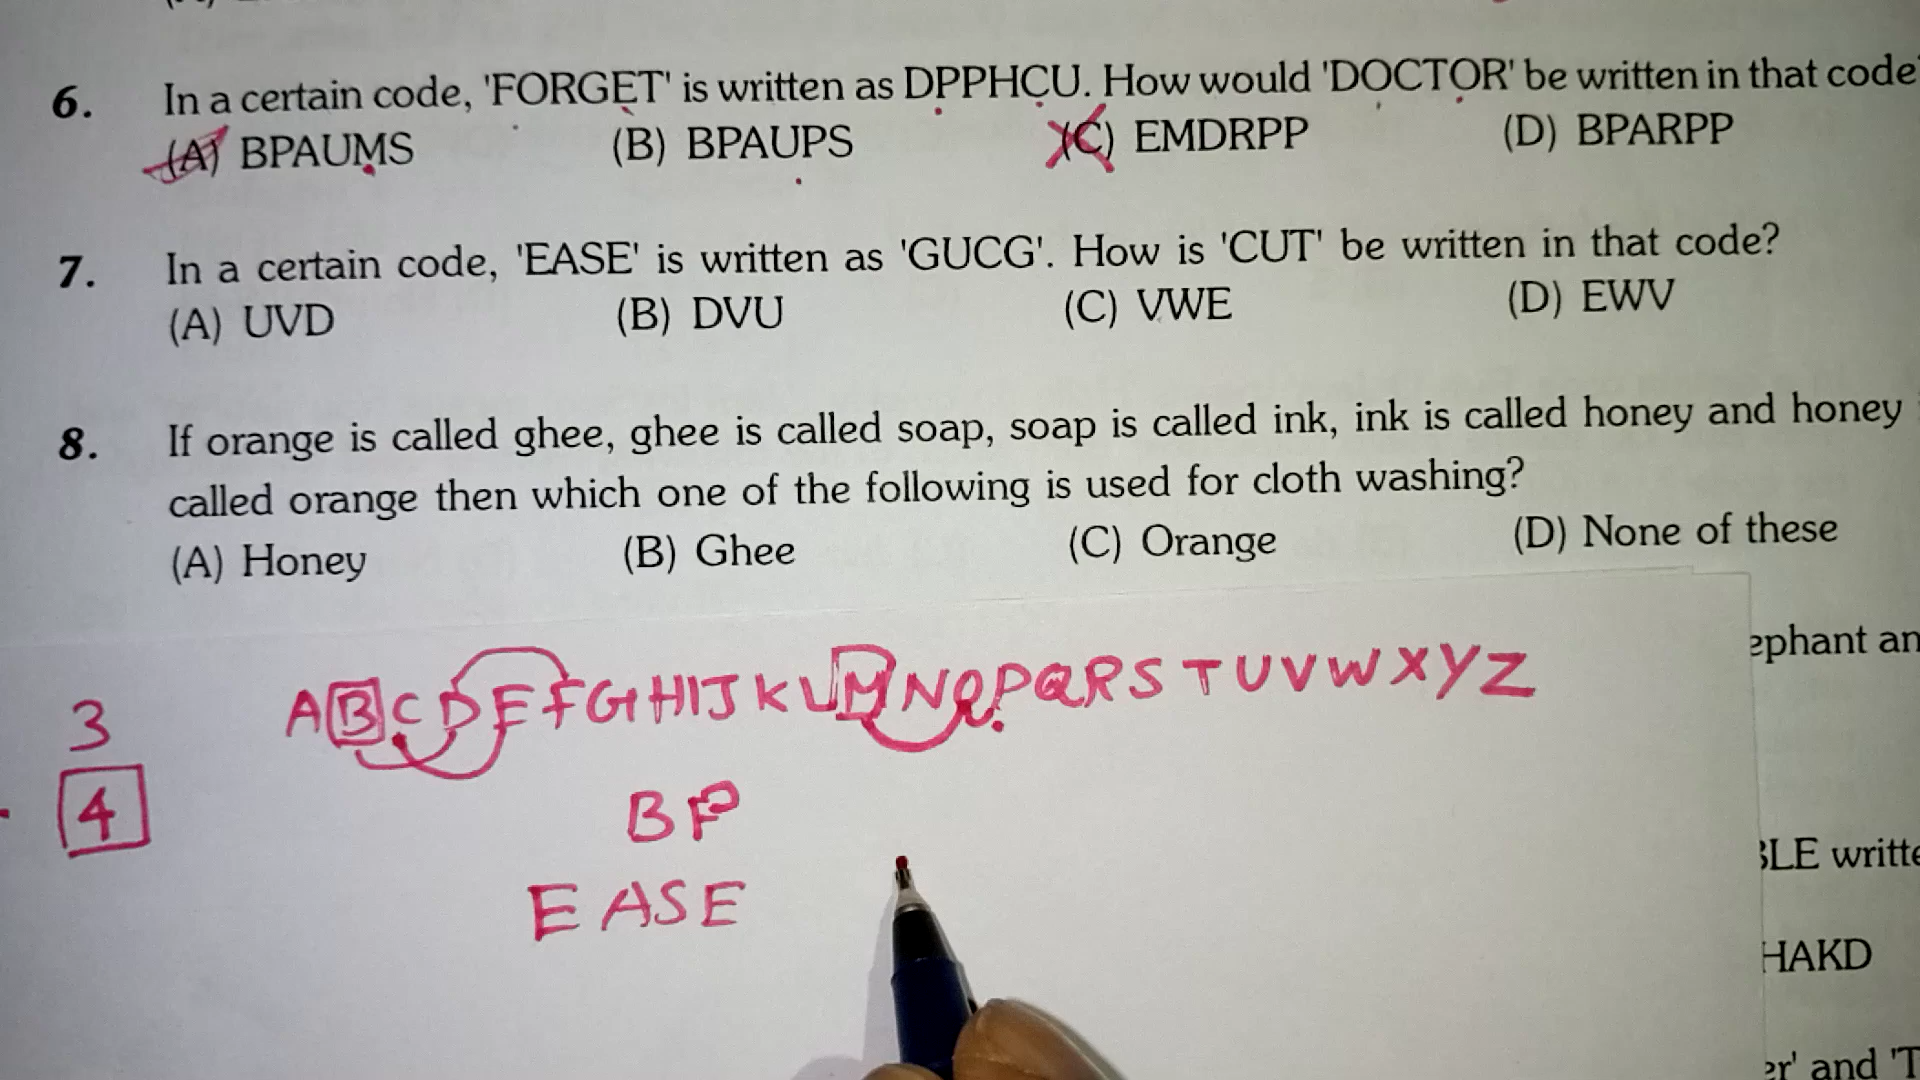 6. In a certain code, 'FORGET' is written as DPPHCU. How would 'DOCTOR' be written in that code
(A) BPAUMS (B) BPAUPS (C) EMDRPP (D) BPARPP
7. In a certain code, 'EASE' is written as 'GUCG'. How is 'CUT' be written in that code?
(A) UVD (B) DVU (C) VWE (D) EWV
8. If orange is called ghee, ghee is called soap, soap is called ink, ink is called honey and honey
called orange then which one of the following is used for cloth washing?
(A) Honey (B) Ghee (C) Orange (D) None of these
ephant an
3 A B C D E F G H I J K L M N O P Q R S T U V W X Y Z
4 B P
BLE writte
E A S E
HAKD
er' and 'T